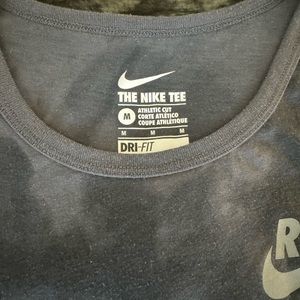 THE NIKE TEE
M ATHLETIC CUT
CORTE ATLÉTICO
COUPE ATHLÉTIQUE
M M M
DRI-FIT
R